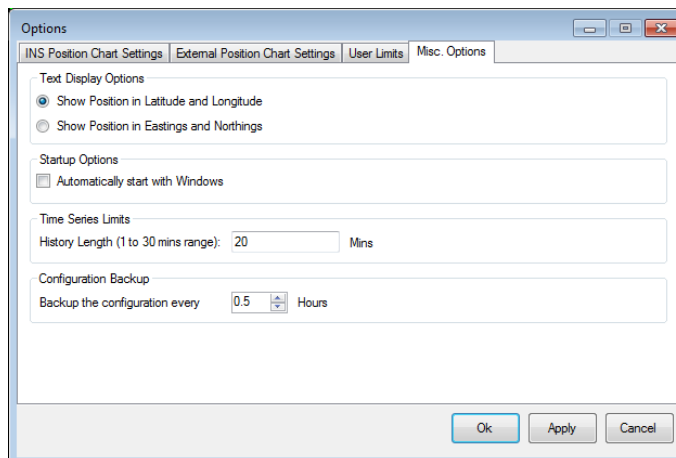 Options
INS Position Chart Settings External Position Chart Settings User Limits Misc. Options
Text Display Options
Show Position in Latitude and Longitude
Show Position in Eastings and Northings
Startup Options
Automatically start with Windows
Time Series Limits
History Length (1 to 30 mins range): 20 Mins
Configuration Backup
Backup the configuration every 0.5 Hours
Ok Apply Cancel